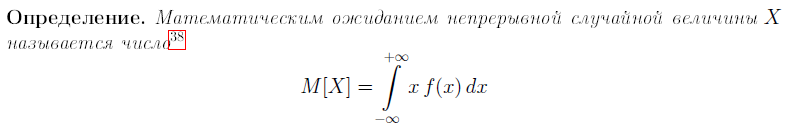 Определение. Математическим ожиданием непрерывной случайной величины X
называется число³⁸
M[X] = ∫_{-∞}^{+∞} x f(x) dx